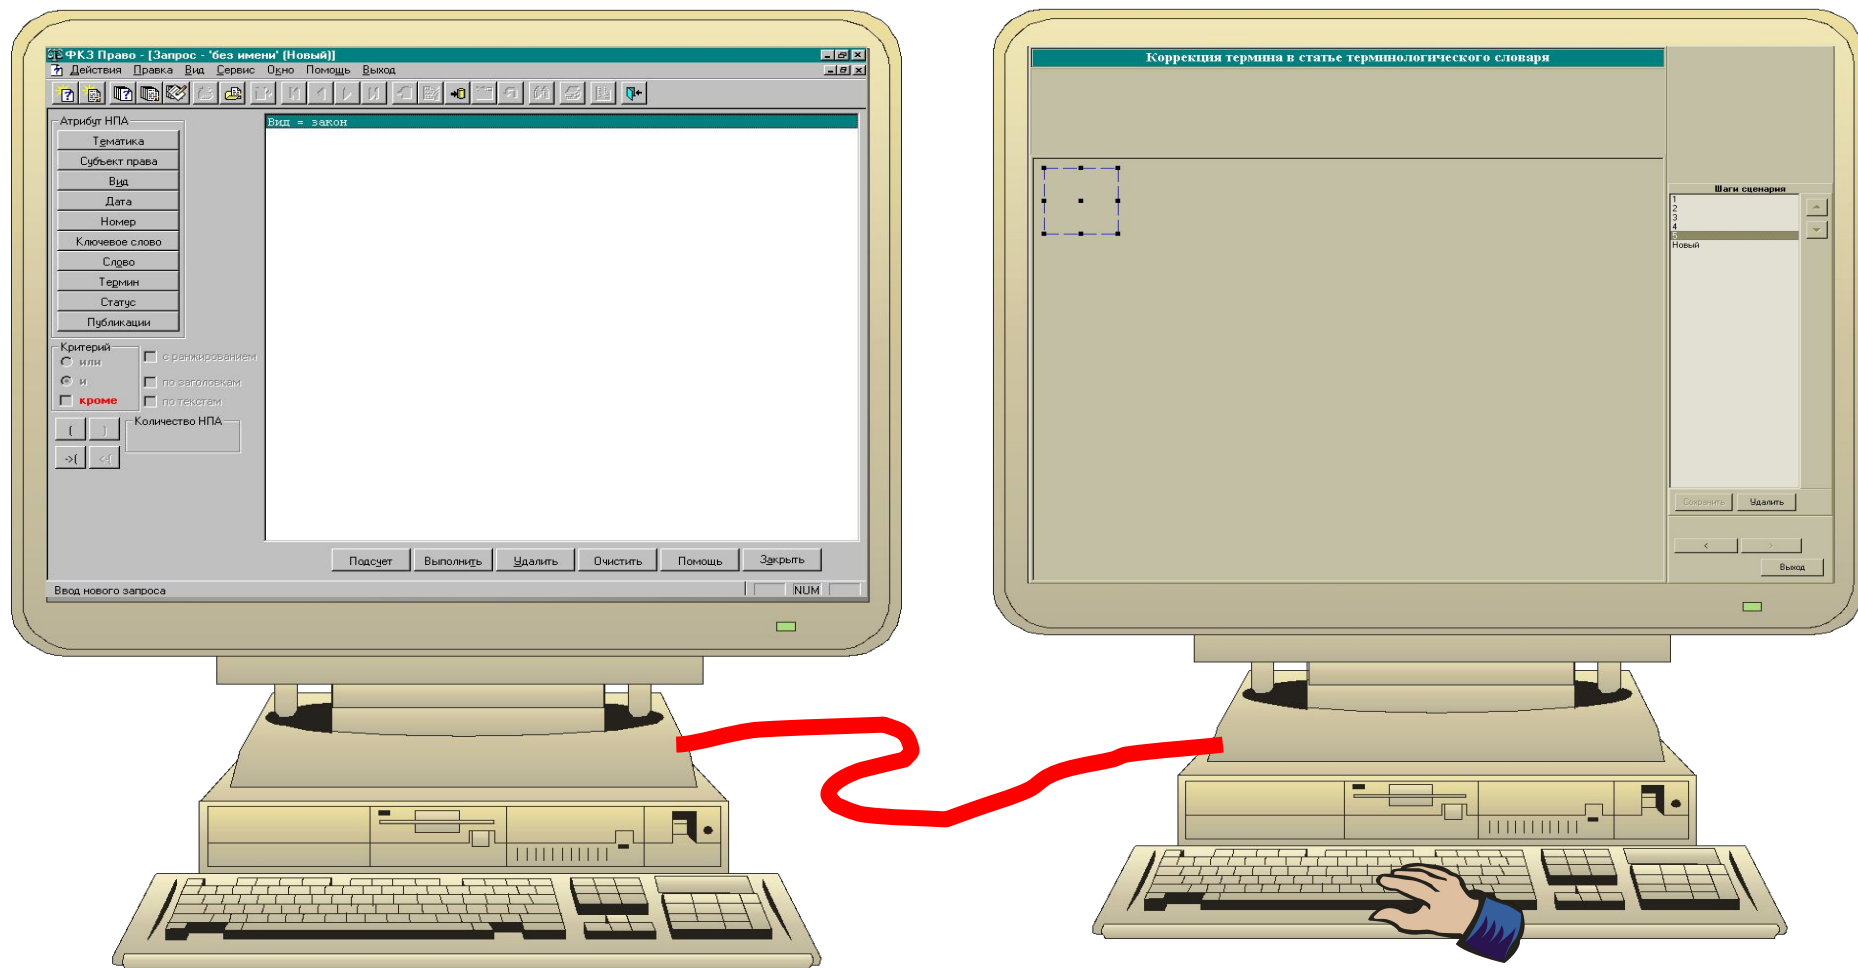 ФКЗ Право - [Запрос - 'без имени' (Новый)]
Действия Правка Вид Сервис Окно Помощь Выход
Атрибут НПА
Тематика
Субъект права
Вид
Дата
Номер
Ключевое слово
Слово
Термин
Статус
Публикации
Вид = закон
Критерий
или
и
кроме
с ранжированием
по заголовкам
по текстам
( )
->( <-(
Количество НПА
Подсчет Выполнить Удалить Очистить Помощь Закрыть
Ввод нового запроса NUM
Коррекция термина в статье терминологического словаря
Шаги сценария
1
2
3
4
5
Новый
Сохранить Удалить
< >
Выход